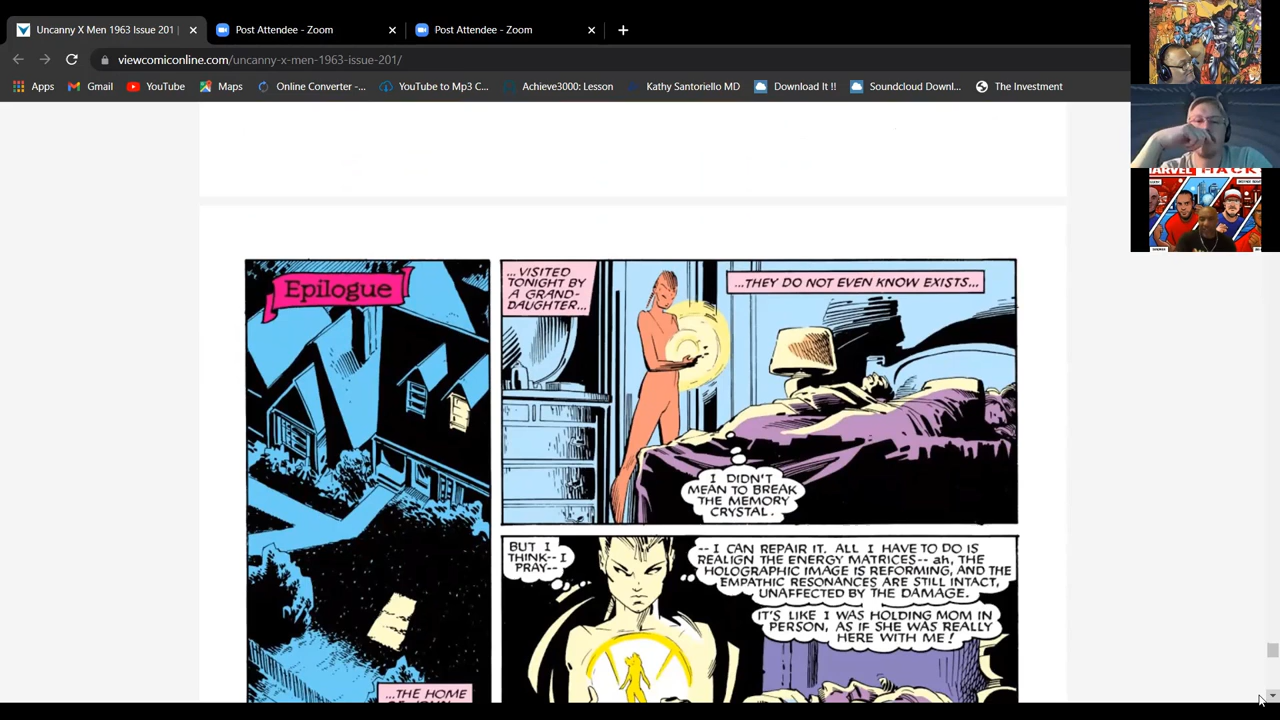 Uncanny X Men 1963 Issue 201 |
Post Attendee - Zoom
Post Attendee - Zoom
viewcomiconline.com/uncanny-x-men-1963-issue-201/
Apps
Gmail
YouTube
Maps
Online Converter -...
YouTube to Mp3 C...
Achieve3000: Lesson
Kathy Santoriello MD
Download It !!
Soundcloud Downl...
The Investment
Epilogue
...VISITED
TONIGHT BY
A GRAND-
DAUGHTER...
...THEY DO NOT EVEN KNOW EXISTS...
I DIDN'T
MEAN TO BREAK
THE MEMORY
CRYSTAL.
BUT I
THINK--I
PRAY--
-- I CAN REPAIR IT. ALL I HAVE TO DO IS
REALIGN THE ENERGY MATRICES-- ah, THE
HOLOGRAPHIC IMAGE IS REFORMING, AND THE
EMPATHIC RESONANCES ARE STILL INTACT,
UNAFFECTED BY THE DAMAGE.
IT'S LIKE I WAS HOLDING MOM IN
PERSON, AS IF SHE WAS REALLY
HERE WITH ME!
...THE HOME